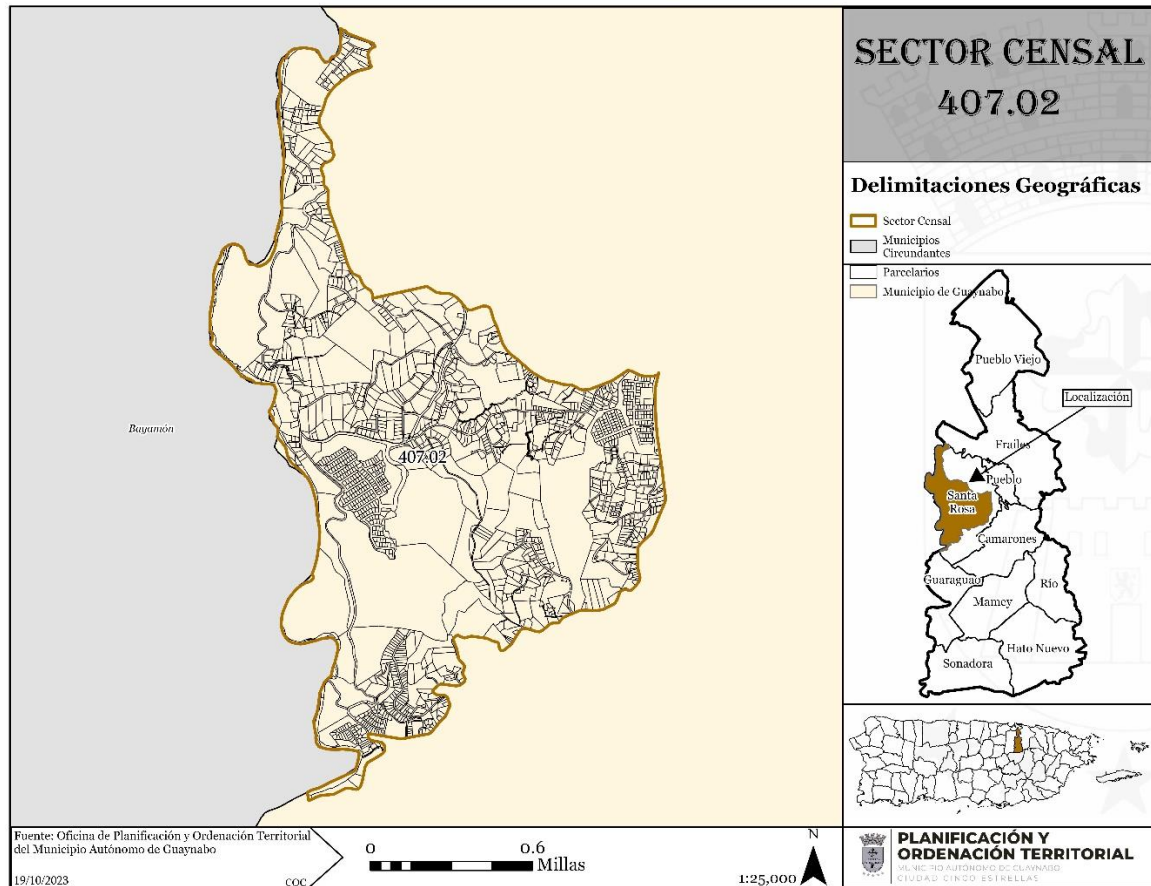 SECTOR CENSAL
407.02
Delimitaciones Geográficas
Sector Censal
Municipios
Circundantes
Parcelarios
Municipio de Guaynabo
Bayamón
407.02
Pueblo Viejo
Localización
Frailes
Pueblo
Santa
Rosa
Camarones
Guaraguao
Río
Mamey
Hato Nuevo
Sonadora
Fuente: Oficina de Planificación y Ordenación Territorial
del Municipio Autónomo de Guaynabo
19/10/2023
COC
0 0.6
Millas
1:25,000
N
PLANIFICACIÓN Y
ORDENACIÓN TERRITORIAL
MUNICIPIO AUTÓNOMO DE GUAYNABO
CIUDAD CINCO ESTRELLAS